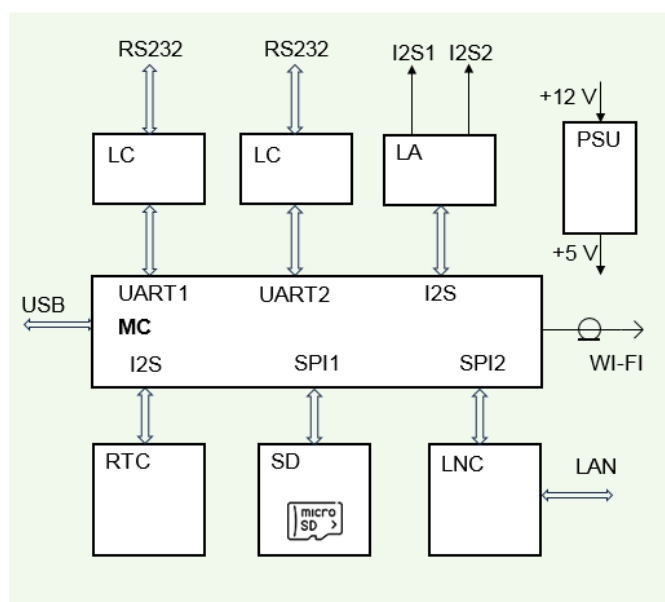 RS232
RS232
I2S1 I2S2
+12 V
LC
LC
LA
PSU
+5 V
UART1
UART2
I2S
USB
MC
WI-FI
I2S
SPI1
SPI2
RTC
SD
LNC
LAN
micro
SD